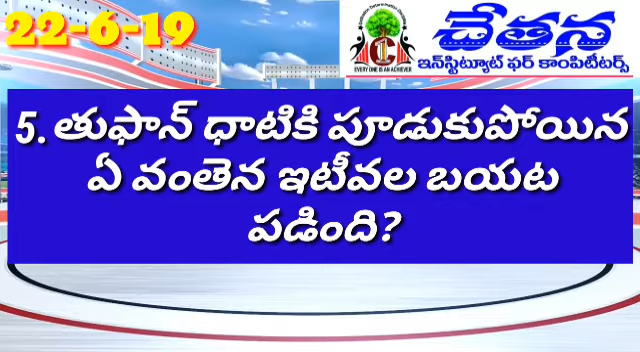 22-6-19
చేతన
ఇన్‌స్టిట్యూట్ ఫర్ కాంపిటీటర్స్
EVERY ONE IS AN ACHIEVER
5. తుఫాన్ ధాటికి పూడుకుపోయిన
ఏ వంతెన ఇటీవల బయట
పడింది?